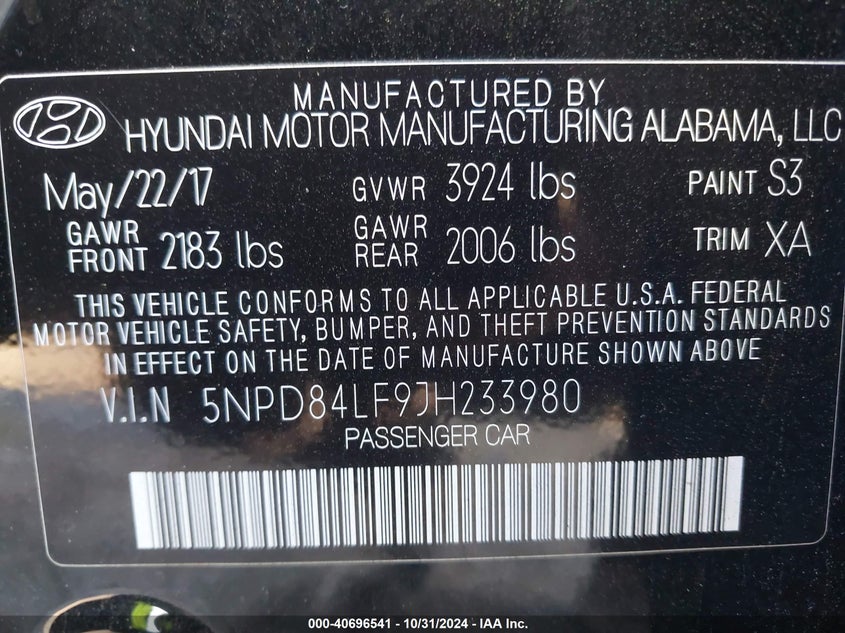 MANUFACTURED BY
HYUNDAI MOTOR MANUFACTURING ALABAMA, LLC
May/22/17 GVWR 3924 lbs PAINT S3
GAWR FRONT 2183 lbs GAWR REAR 2006 lbs TRIM XA
THIS VEHICLE CONFORMS TO ALL APPLICABLE U.S.A. FEDERAL
MOTOR VEHICLE SAFETY, BUMPER, AND THEFT PREVENTION STANDARDS
IN EFFECT ON THE DATE OF MANUFACTURE SHOWN ABOVE
V.I.N 5NPD84LF9JH233980
PASSENGER CAR
000-40696541 - 10/31/2024 - IAA Inc.